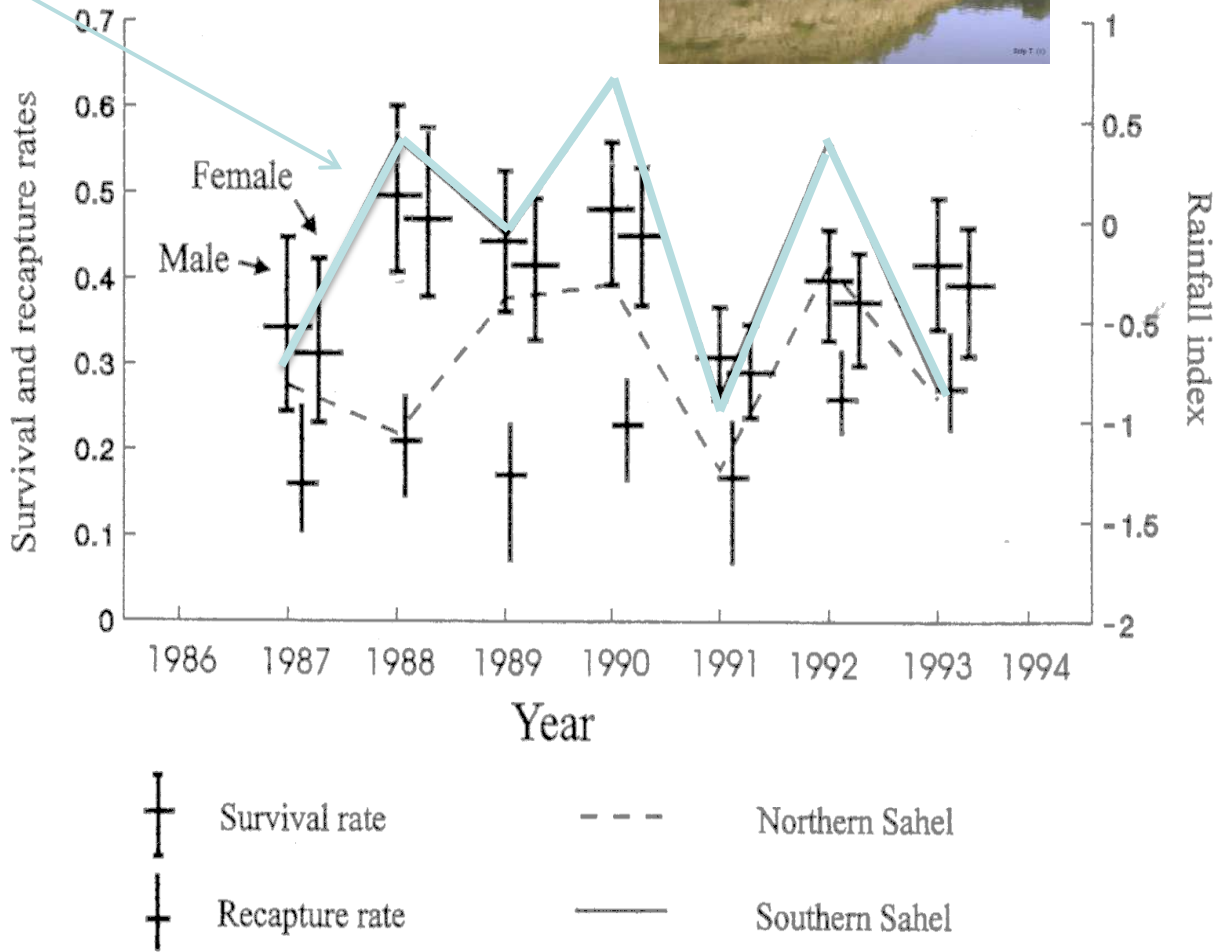 0.7
0.6
0.5
0.4
0.3
0.2
0.1
0
Survival and recapture rates
Female
Male
1
0.5
0
-0.5
-1
-1.5
-2
Rainfall index
1986 1987 1988 1989 1990 1991 1992 1993 1994
Year
Survival rate
Northern Sahel
Recapture rate
Southern Sahel